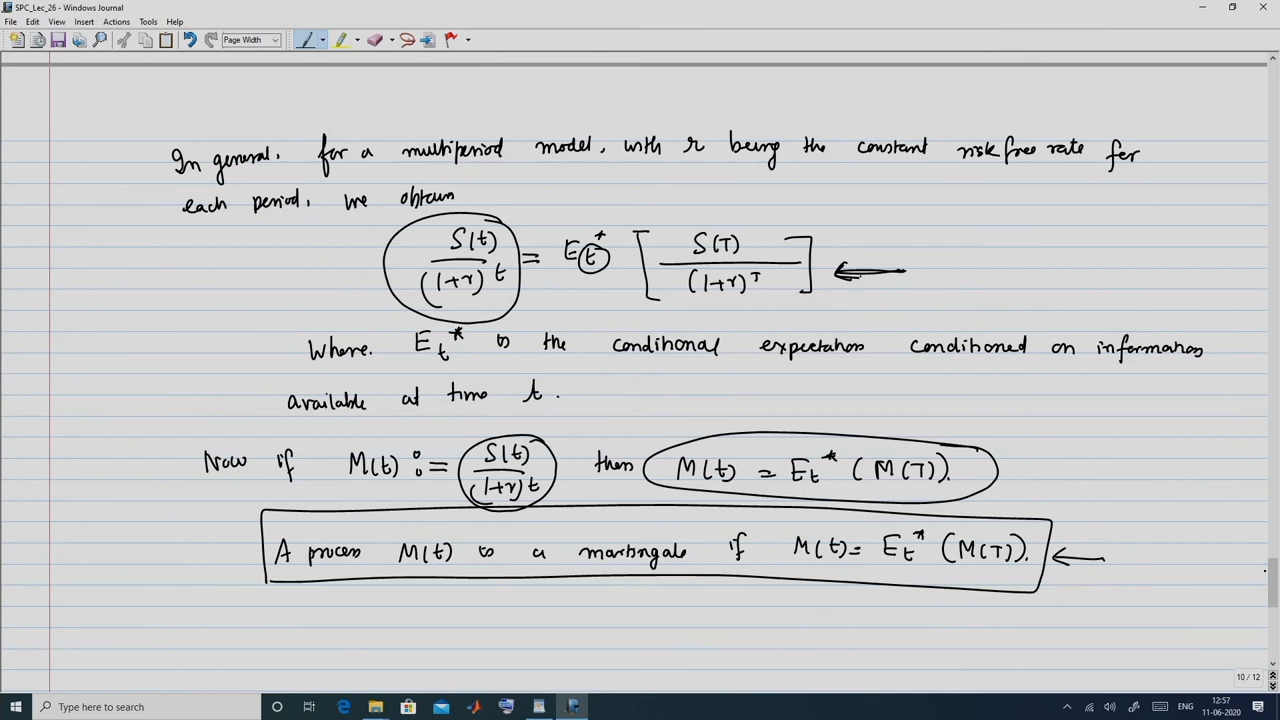 SPC_Lec_26 - Windows Journal
File Edit View Insert Actions Tools Help
Page Width
In general, for a multiperiod model, with r being the constant risk free rate for
each period, we obtain
S(t) / (1+r)^t = E_t^* [ S(T) / (1+r)^T ]
Where E_t^* is the conditional expectation conditioned on information
available at time t.
Now if M(t) := S(t) / (1+r)^t then M(t) = E_t^* (M(T)).
A process M(t) is a martingale if M(t) = E_t^* (M(T)).
10 / 12
Type here to search
12:57
11-06-2020